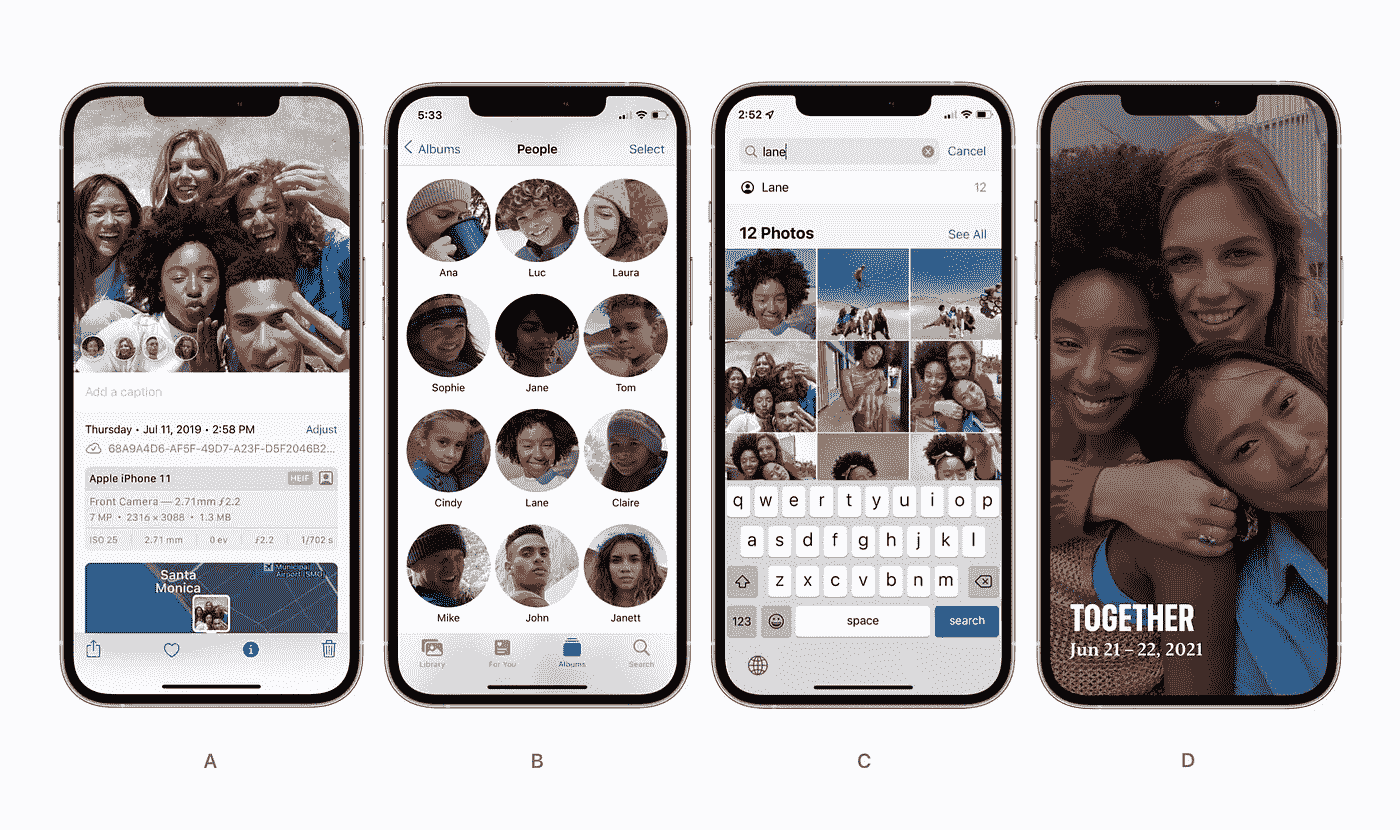 Add a caption
Thursday • Jul 11, 2019 • 2:58 PM
Adjust
68A9A4D6-AF5F-49D7-A23F-D5F2046B2...
Apple iPhone 11
HEIF
Front Camera — 2.71 mm ƒ2.2
7 MP • 2316 × 3088 • 1.3 MB
ISO 25
2.71 mm
0 ev
ƒ2.2
1/702 s
Santa
Monica
Municipal
Airport (SMO)
A
5:33
Albums
People
Select
Ana
Luc
Laura
Sophie
Jane
Tom
Cindy
Lane
Claire
Mike
John
Janett
Library
For You
Albums
Search
B
2:52
lane
Cancel
Lane
12
12 Photos
See All
q w e r t y u i o p
a s d f g h j k l
z x c v b n m
123
space
search
C
TOGETHER
Jun 21 – 22, 2021
D